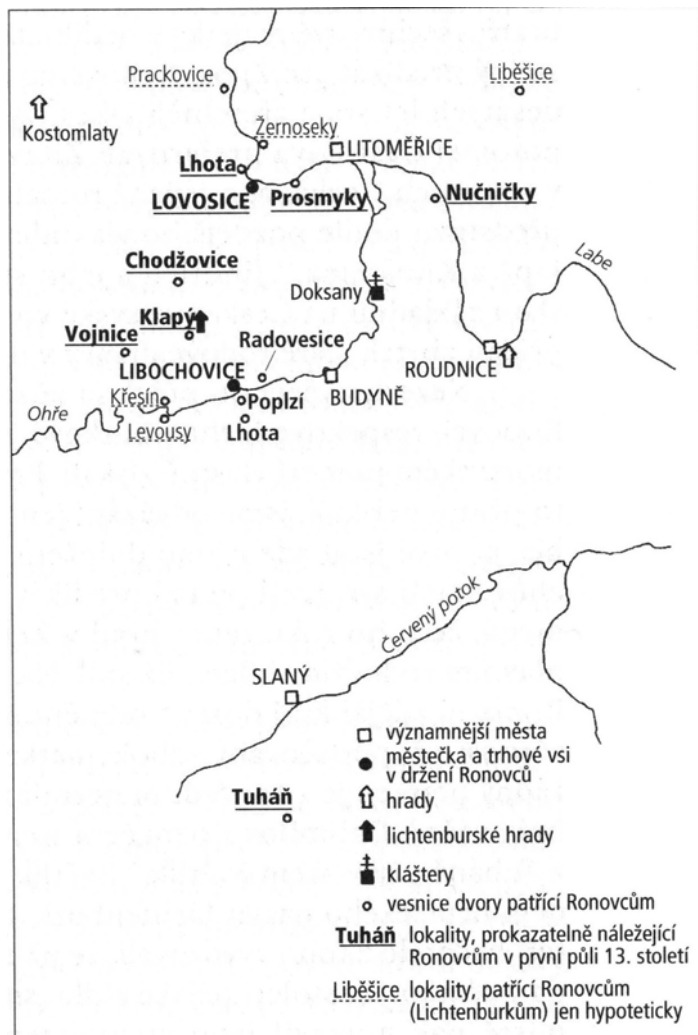 Prackovice
Liběšice
Kostomlaty
Žernoseky
LITOMĚŘICE
Lhota
LOVOSICE
Prosmyky
Nučničky
Chodžovice
Labe
Doksany
Klapý
Vojnice
Radovesice
ROUDNICE
LIBOCHOVICE
BUDYNĚ
Křesín
Poplzí
Ohře
Levousy
Lhota
Červený potok
SLANÝ
významnější města
městečka a trhové vsi
v držení Ronovců
Tuháň
hrady
lichtenburské hrady
kláštery
vesnice dvory patřící Ronovcům
Tuháň lokality, prokazatelně náležející
Ronovcům v první půli 13. století
Liběšice lokality, patřící Ronovcům
(Lichtenburkům) jen hypoteticky